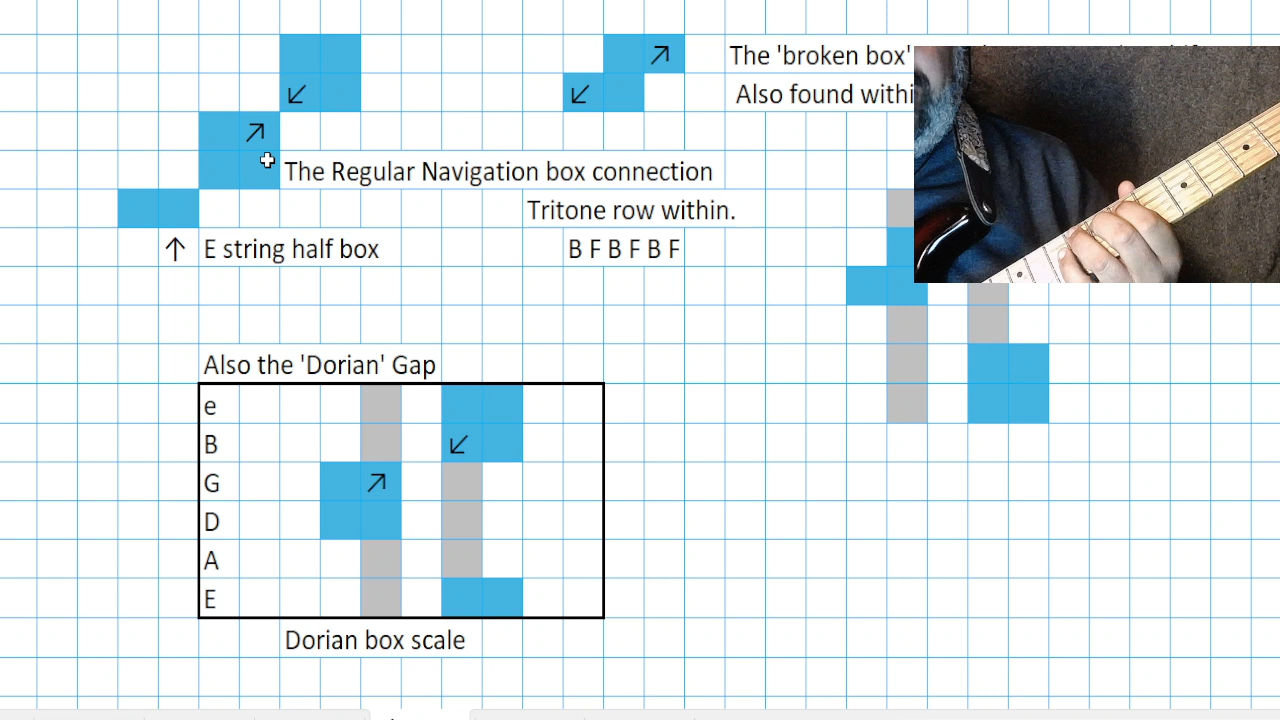 The 'broken box'
Also found withi
The Regular Navigation box connection
Tritone row within.
E string half box
B F B F B F
Also the 'Dorian' Gap
e
B
G
D
A
E
Dorian box scale